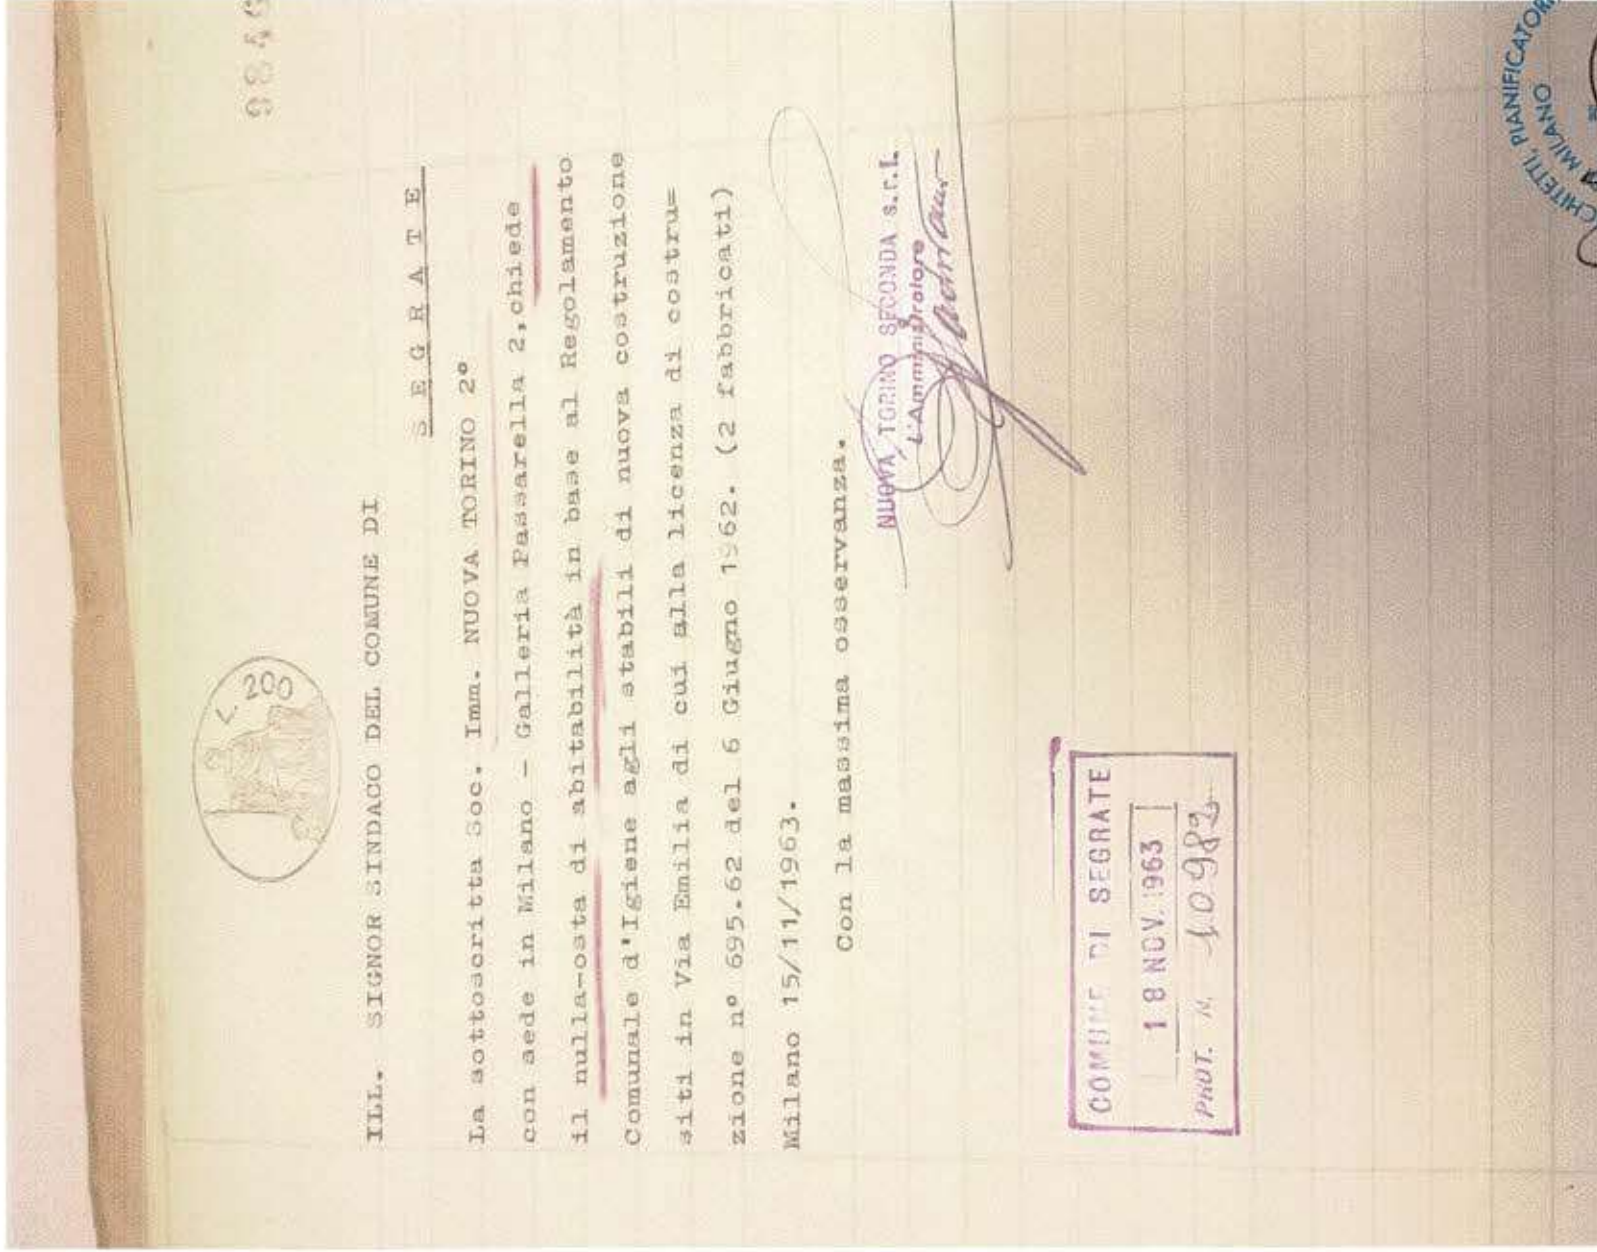 9846
L. 200
ILL. SIGNOR SINDACO DEL COMUNE DI
S E G R A T E
La sottoscritta Soc. Imm. NUOVA TORINO 2°
con sede in Milano - Galleria Passarella 2, chiede
il nulla-osta di abitabilità in base al Regolamento
Comunale d'Igiene agli stabili di nuova costruzione
siti in Via Emilia di cui alla licenza di costru=
zione n° 695.62 del 6 Giugno 1962. (2 fabbricati)
Milano 15/11/1963.
Con la massima osservanza.
NUOVA TORINO SECONDA s.r.l.
L'Amministratore
COMUNE DI SEGRATE
18 NOV. 1963
PROT. N. 10982
CHITETTI, PIANIFICATORI
MILANO